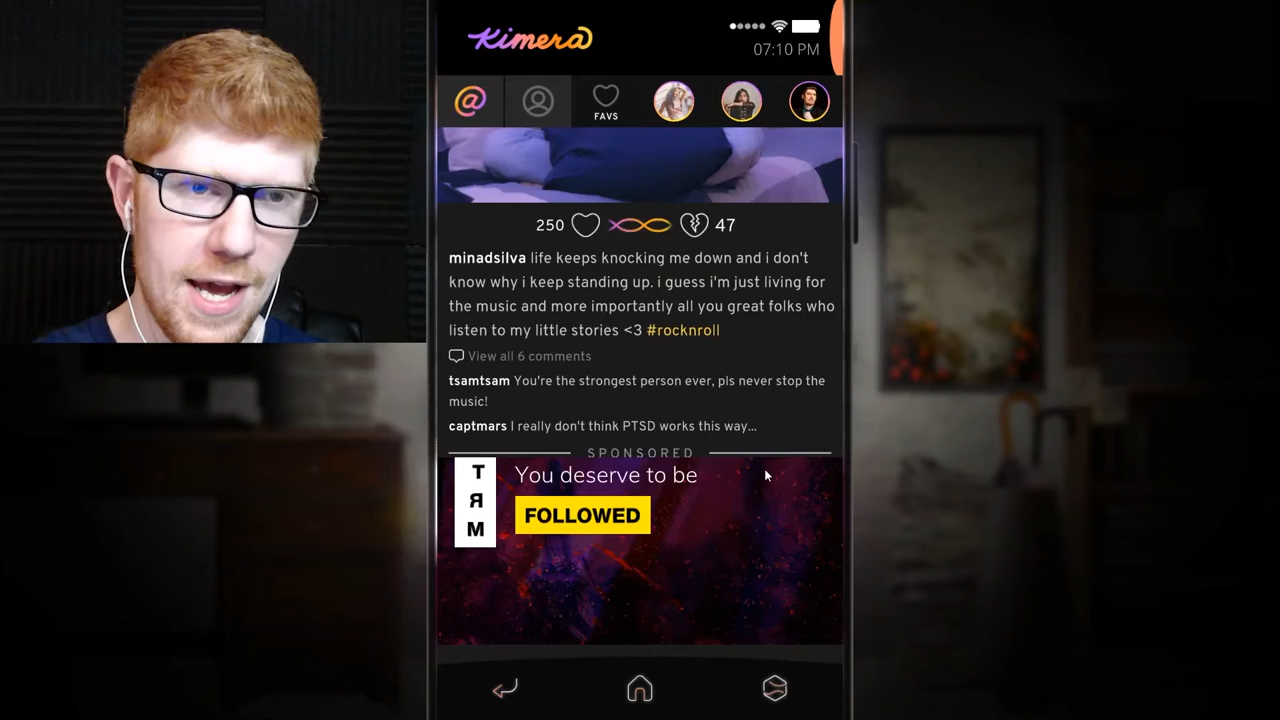 Kimera
07:10 PM
@
FAVS
250 47
minadsilva life keeps knocking me down and i don't
know why i keep standing up. i guess i'm just living for
the music and more importantly all you great folks who
listen to my little stories <3 #rocknroll
View all 6 comments
tsamtsam You're the strongest person ever, pls never stop the
music!
captmars I really don't think PTSD works this way...
SPONSORED
T
Я
M
You deserve to be
FOLLOWED